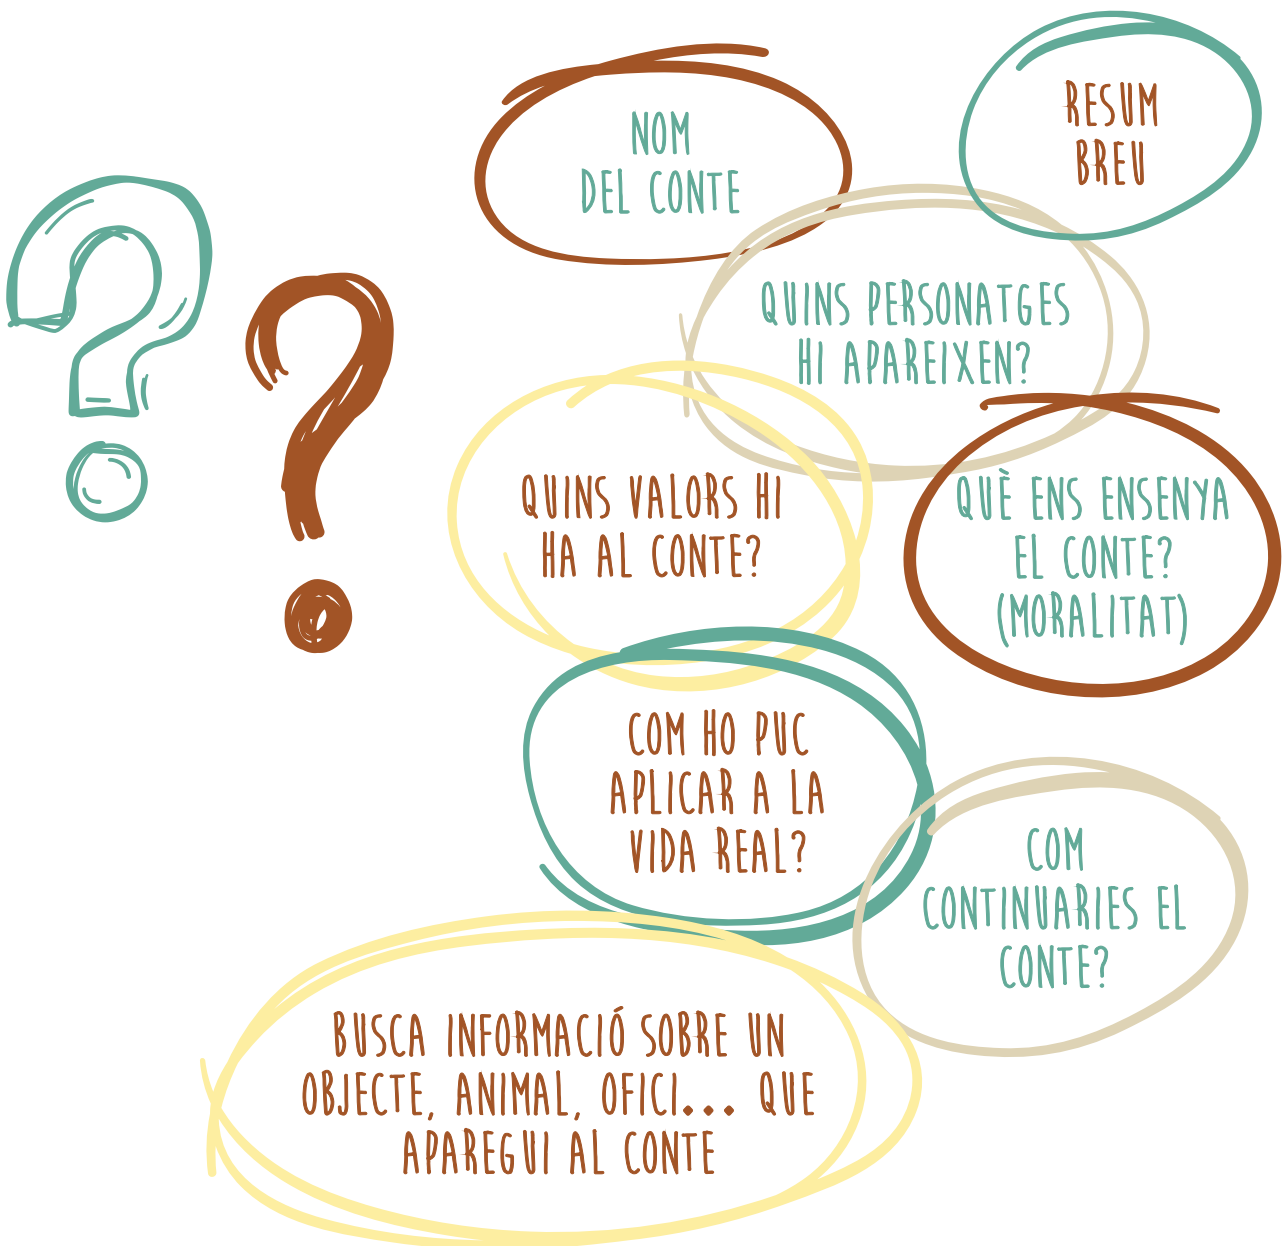 NOM
DEL CONTE
RESUM
BREU
QUINS PERSONATGES
HI APAREIXEN?
QUINS VALORS HI
HA AL CONTE?
QUÈ ENS ENSENYA
EL CONTE?
(MORALITAT)
COM HO PUC
APLICAR A LA
VIDA REAL?
COM
CONTINUARIES EL
CONTE?
BUSCA INFORMACIÓ SOBRE UN
OBJECTE, ANIMAL, OFICI... QUE
APAREGUI AL CONTE